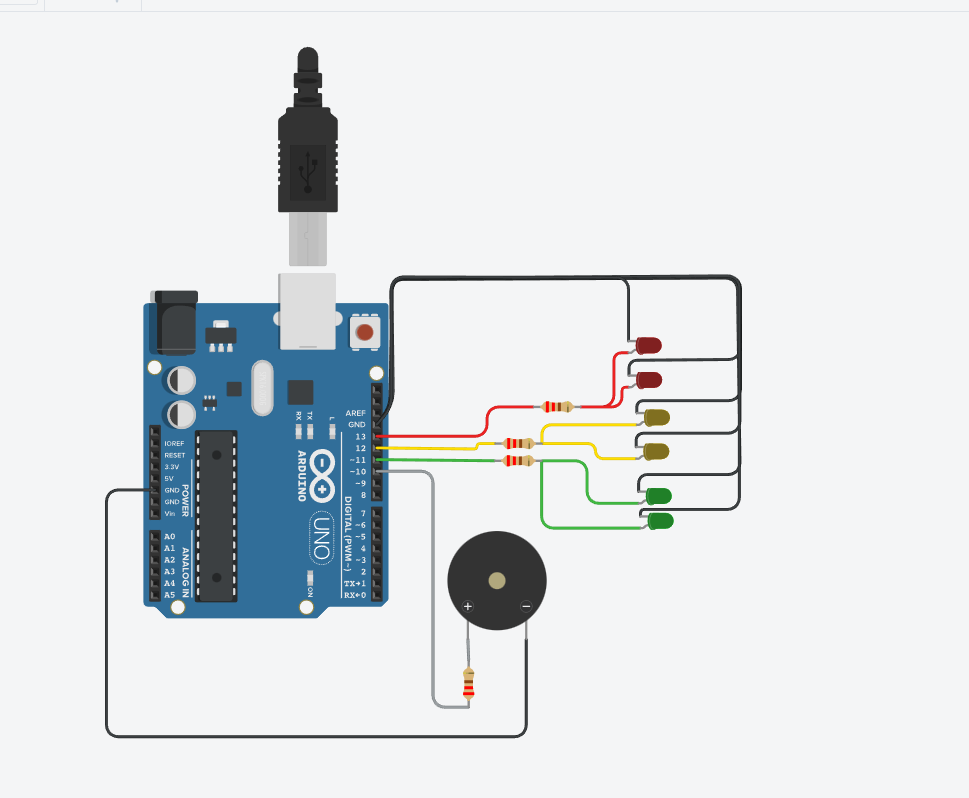 AREF
GND
13
12
~11
~10
~9
8
7
~6
~5
4
~3
2
TX→1
RX←0
DIGITAL (PWM~)
L
TX
RX
ARDUINO
UNO
ON
IOREF
RESET
3.3V
5V
GND
GND
Vin
POWER
A0
A1
A2
A3
A4
A5
ANALOG IN
+
−